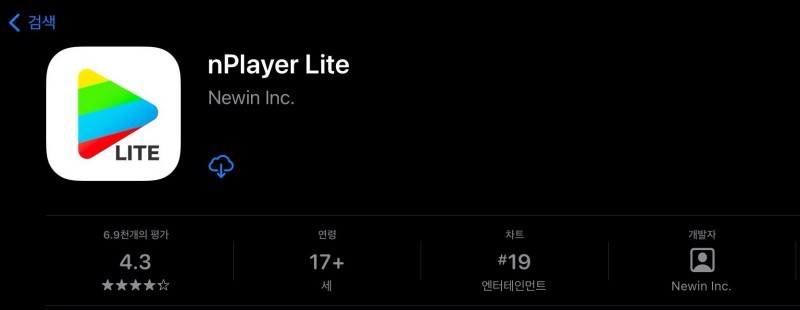 검색
nPlayer Lite
Newin Inc.
LITE
6.9천개의 평가
4.3
연령
17+
세
차트
#19
엔터테인먼트
개발자
Newin Inc.